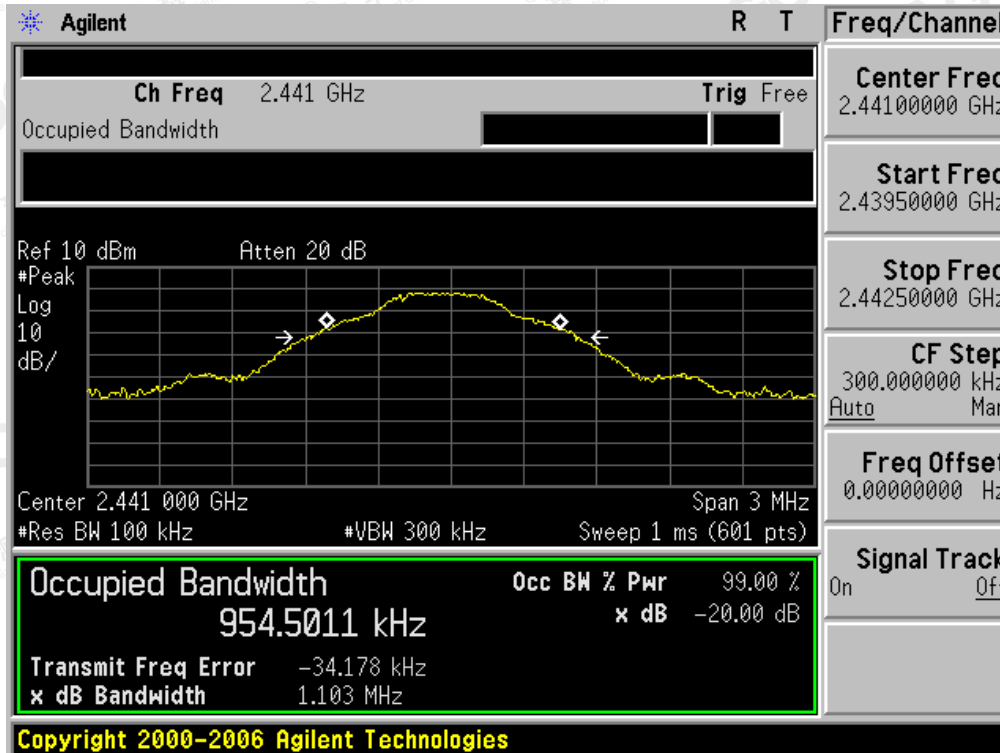 Agilent R T Freq/Channel
Ch Freq 2.441 GHz Trig Free
Occupied Bandwidth
Center Freq
2.44100000 GHz
Start Freq
2.43950000 GHz
Stop Freq
2.44250000 GHz
CF Step
300.000000 kHz
Auto Man
Freq Offset
0.00000000 Hz
Signal Track
On Off
Ref 10 dBm Atten 20 dB
#Peak
Log
10
dB/
Center 2.441 000 GHz Span 3 MHz
#Res BW 100 kHz #VBW 300 kHz Sweep 1 ms (601 pts)
Occupied Bandwidth Occ BW % Pwr 99.00 %
954.5011 kHz x dB -20.00 dB
Transmit Freq Error -34.178 kHz
x dB Bandwidth 1.103 MHz
Copyright 2000-2006 Agilent Technologies